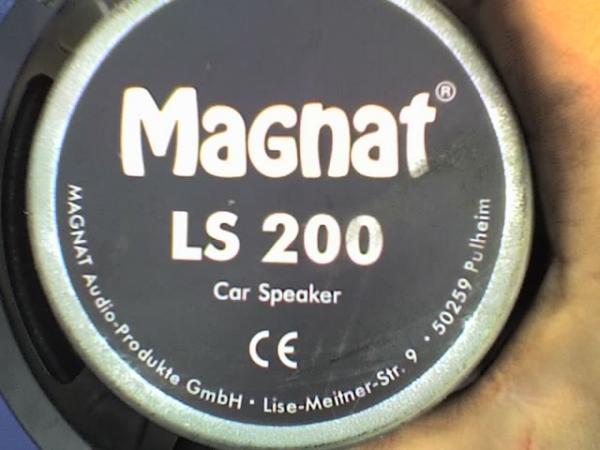 Magnat®
LS 200
Car Speaker
CE
MAGNAT Audio-Produkte GmbH · Lise-Meitner-Str. 9 · 50259 Pulheim